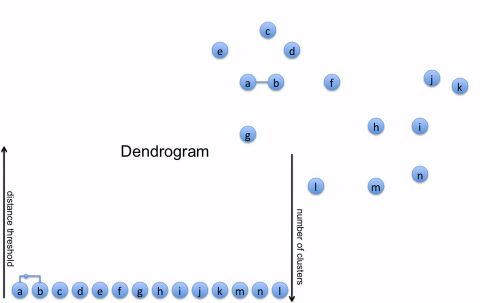 c
e
d
a
b
f
j
k
g
h
i
Dendrogram
l
m
n
distance threshold
number of clusters
a b c d e f g h i j k m n l